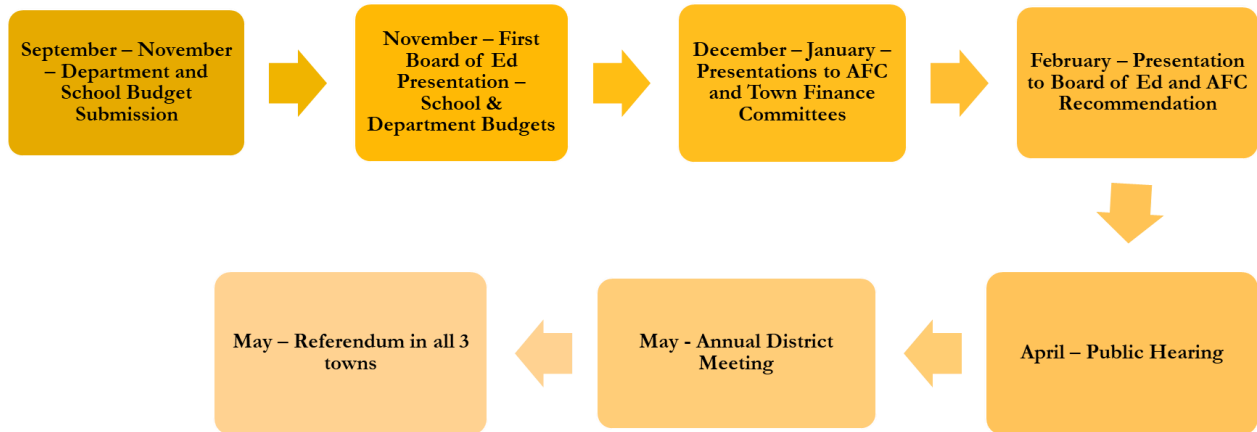 September – November
– Department and
School Budget
Submission
November – First
Board of Ed
Presentation –
School &
Department Budgets
December – January –
Presentations to AFC
and Town Finance
Committees
February – Presentation
to Board of Ed and AFC
Recommendation
April – Public Hearing
May - Annual District
Meeting
May – Referendum in all 3
towns